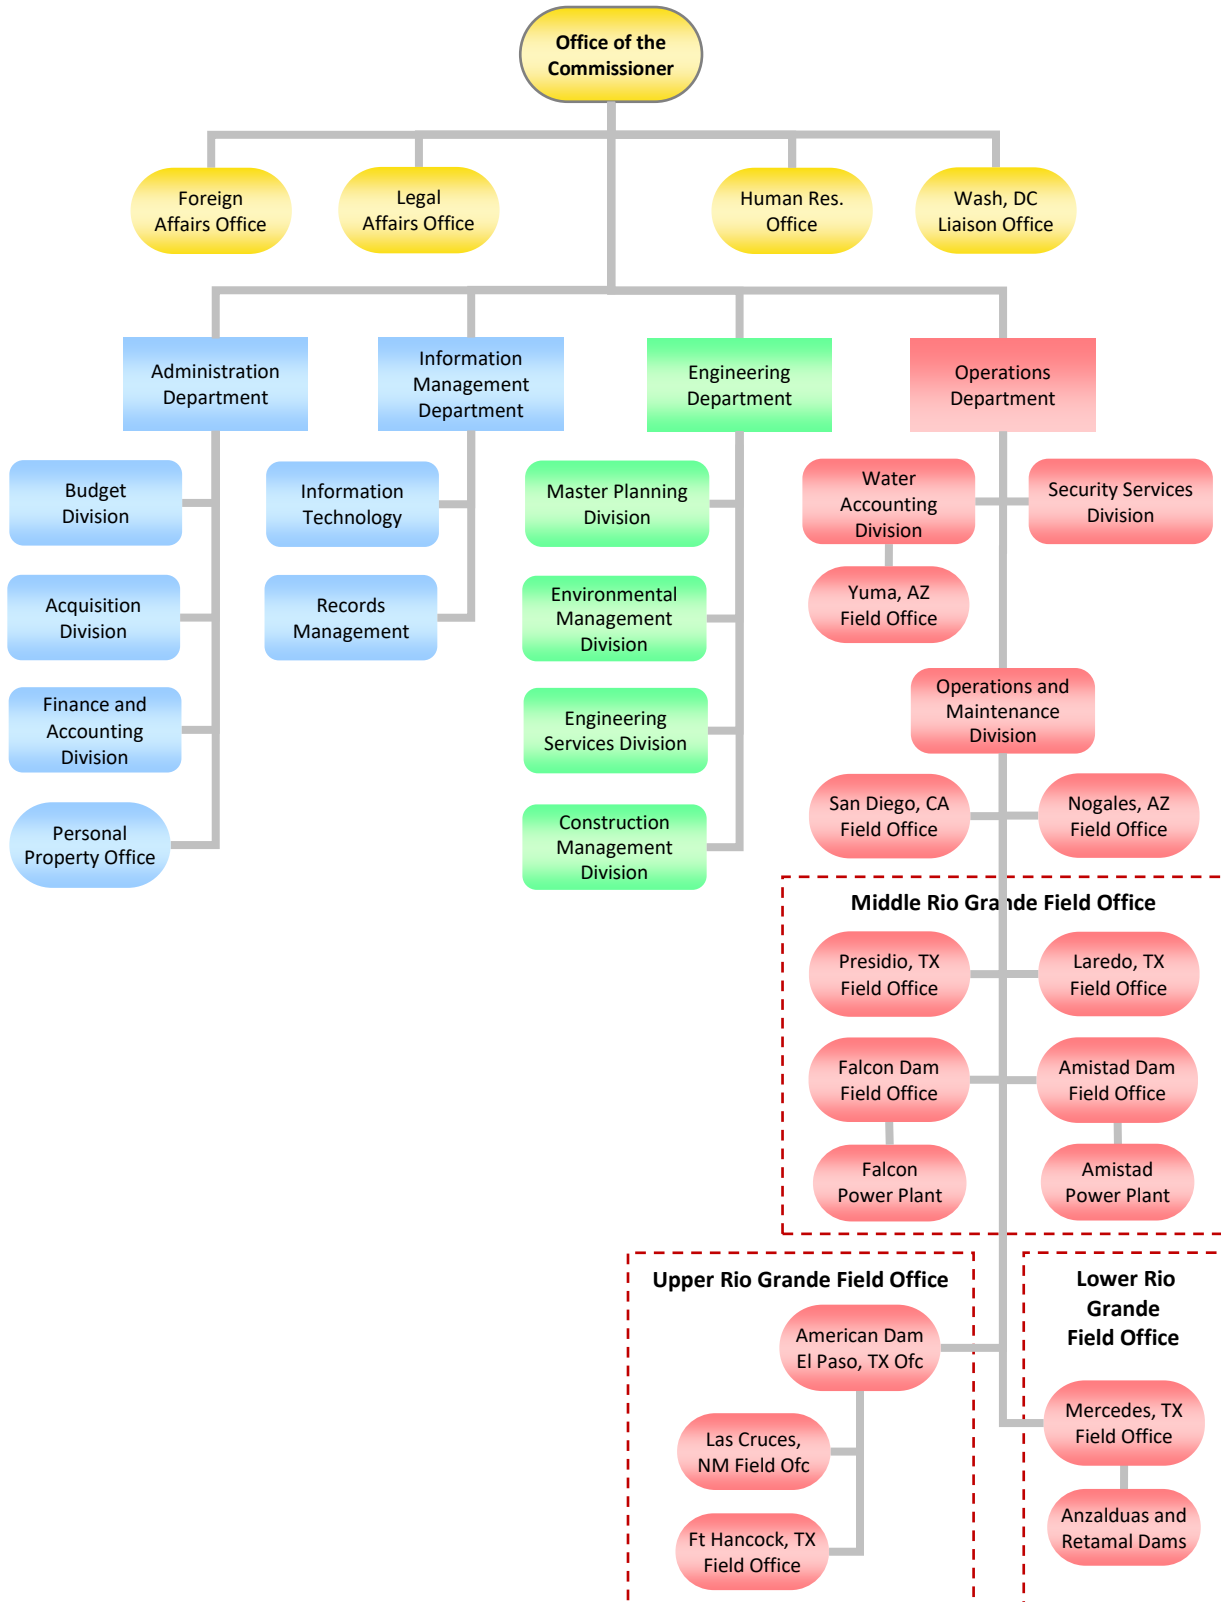 Office of the
Commissioner
Foreign
Affairs Office
Legal
Affairs Office
Human Res.
Office
Wash, DC
Liaison Office
Administration
Department
Information
Management
Department
Engineering
Department
Operations
Department
Budget
Division
Acquisition
Division
Finance and
Accounting
Division
Personal
Property Office
Information
Technology
Records
Management
Master Planning
Division
Environmental
Management
Division
Engineering
Services Division
Construction
Management
Division
Water
Accounting
Division
Security Services
Division
Yuma, AZ
Field Office
Operations and
Maintenance
Division
San Diego, CA
Field Office
Nogales, AZ
Field Office
Middle Rio Grande Field Office
Presidio, TX
Field Office
Laredo, TX
Field Office
Falcon Dam
Field Office
Amistad Dam
Field Office
Falcon
Power Plant
Amistad
Power Plant
Upper Rio Grande Field Office
American Dam
El Paso, TX Ofc
Las Cruces,
NM Field Ofc
Ft Hancock, TX
Field Office
Lower Rio
Grande
Field Office
Mercedes, TX
Field Office
Anzalduas and
Retamal Dams